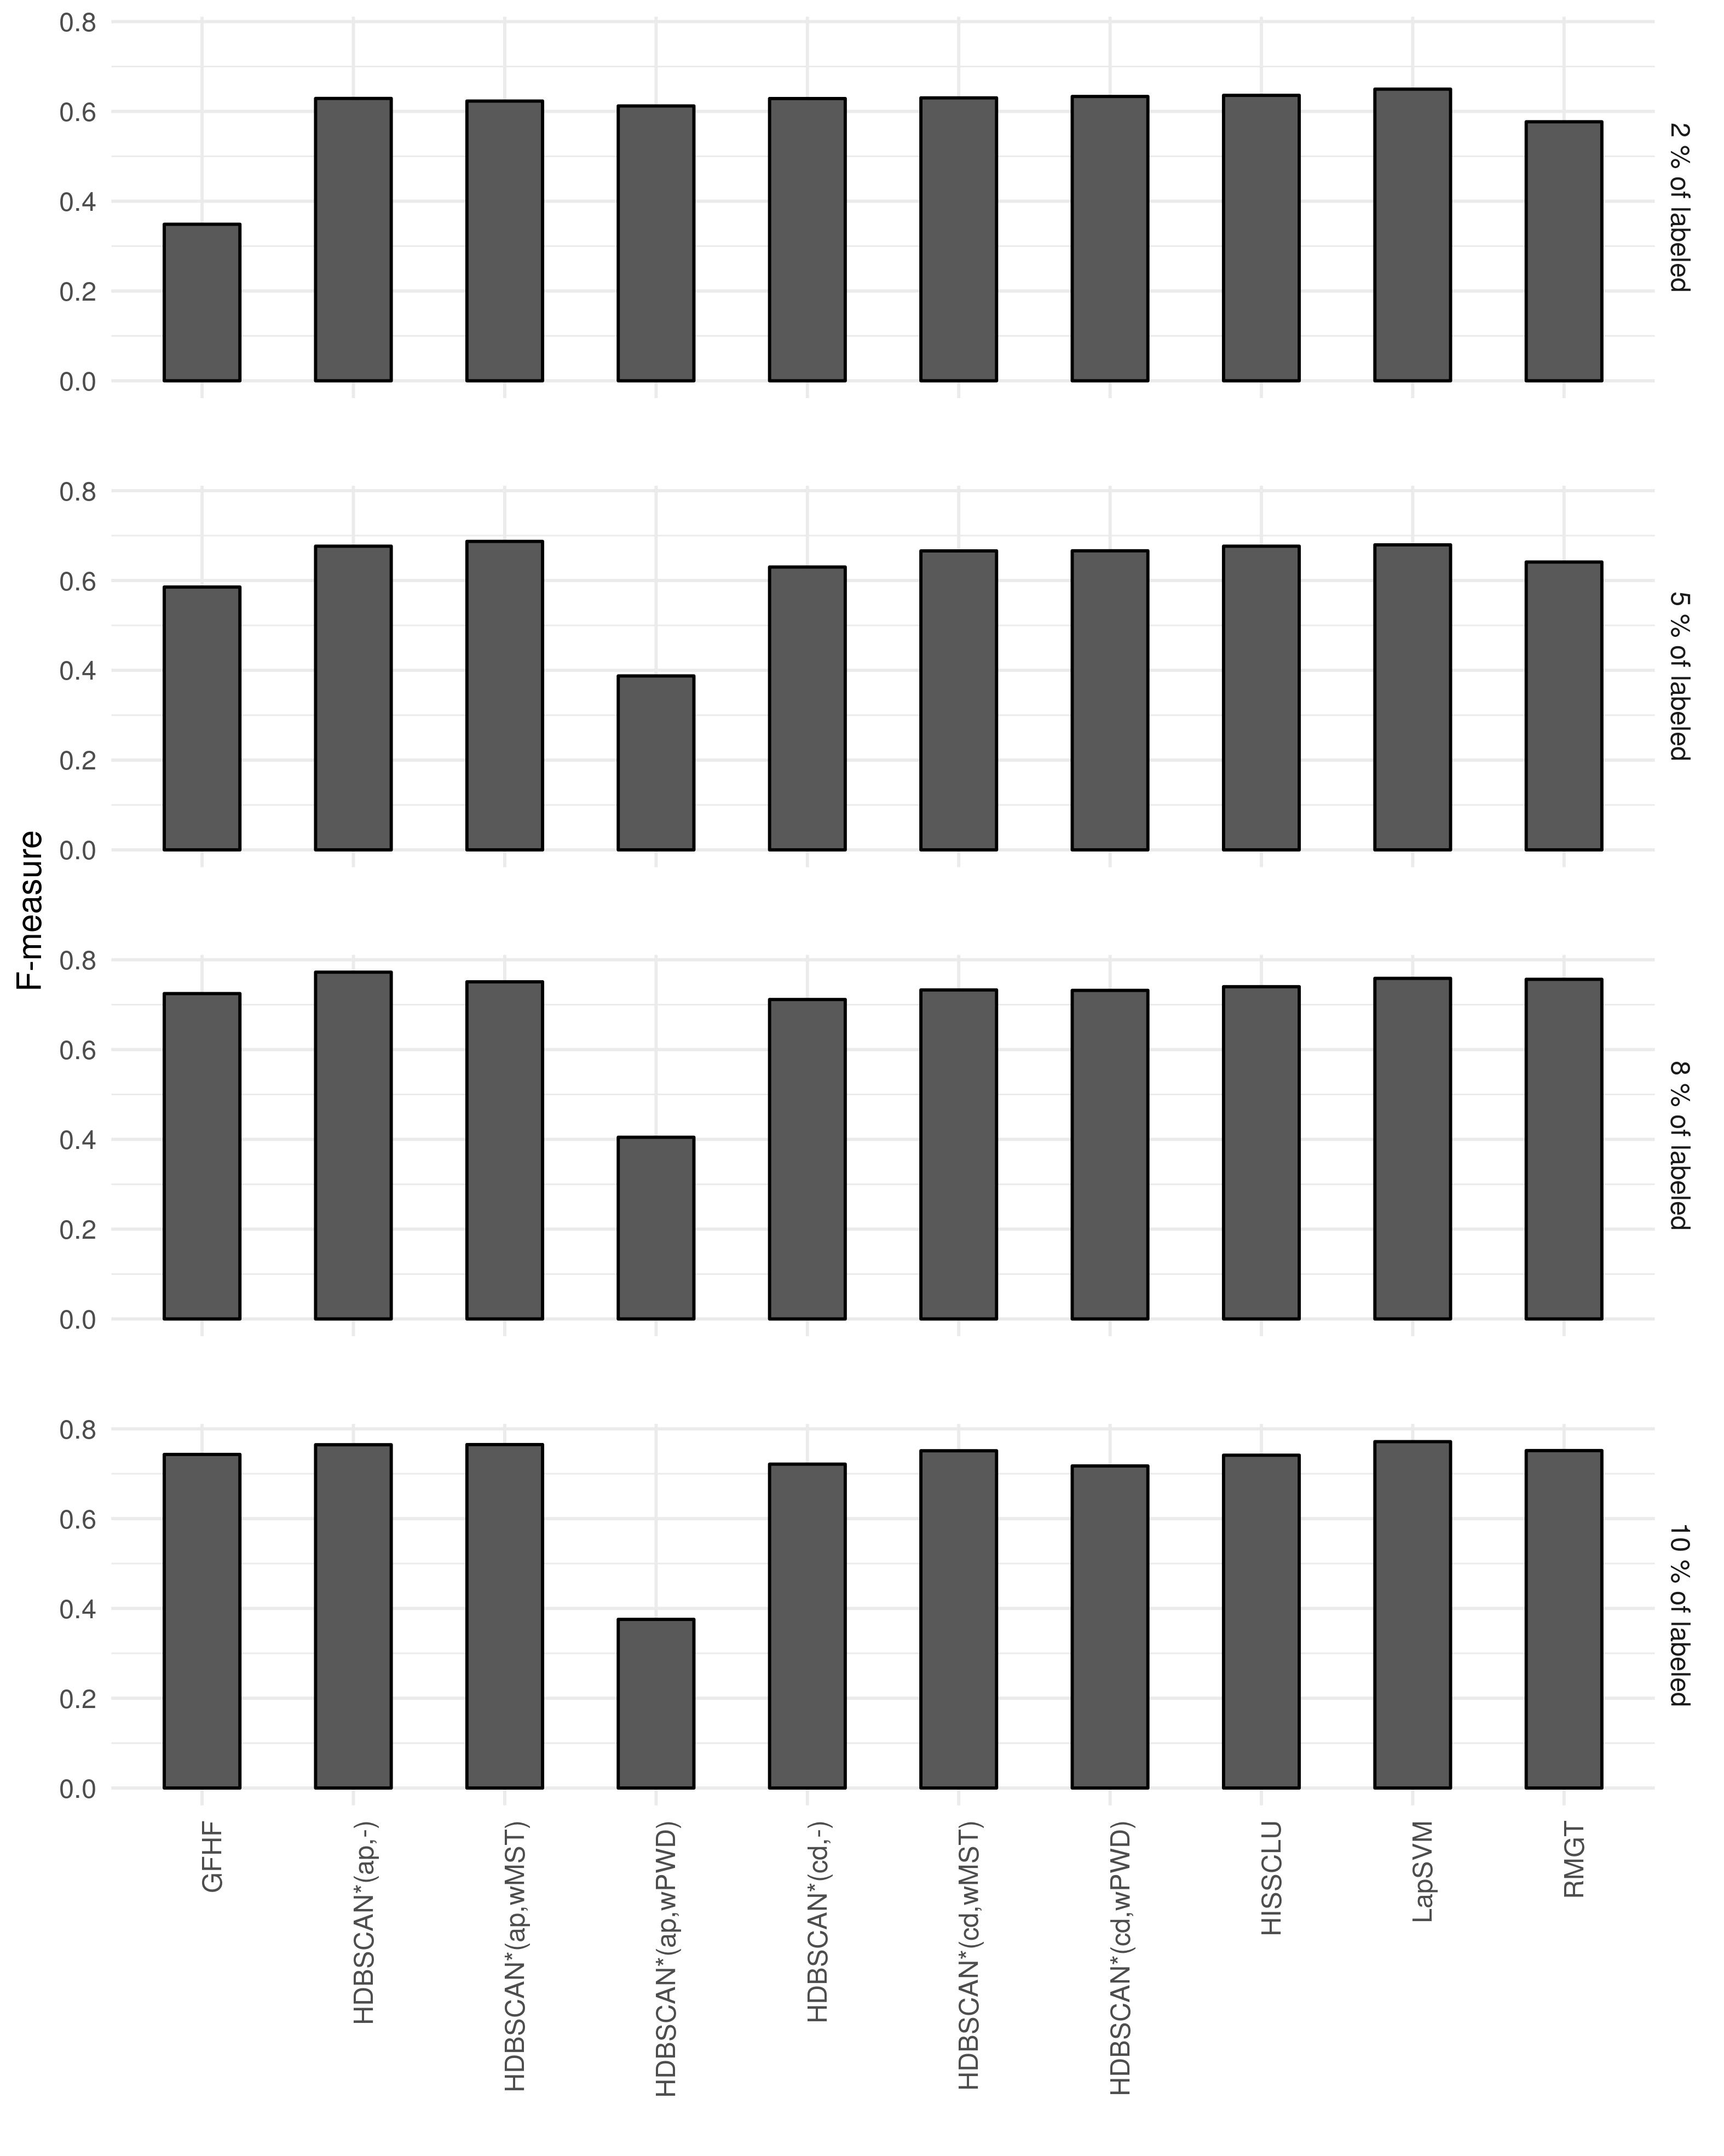 F-measure
0.8
0.6
0.4
0.2
0.0
2 % of labeled
0.8
0.6
0.4
0.2
0.0
5 % of labeled
0.8
0.6
0.4
0.2
0.0
8 % of labeled
0.8
0.6
0.4
0.2
0.0
10 % of labeled
GFHF
HDBSCAN*(ap,-)
HDBSCAN*(ap,wMST)
HDBSCAN*(ap,wPWD)
HDBSCAN*(cd,-)
HDBSCAN*(cd,wMST)
HDBSCAN*(cd,wPWD)
HISSCLU
LapSVM
RMGT